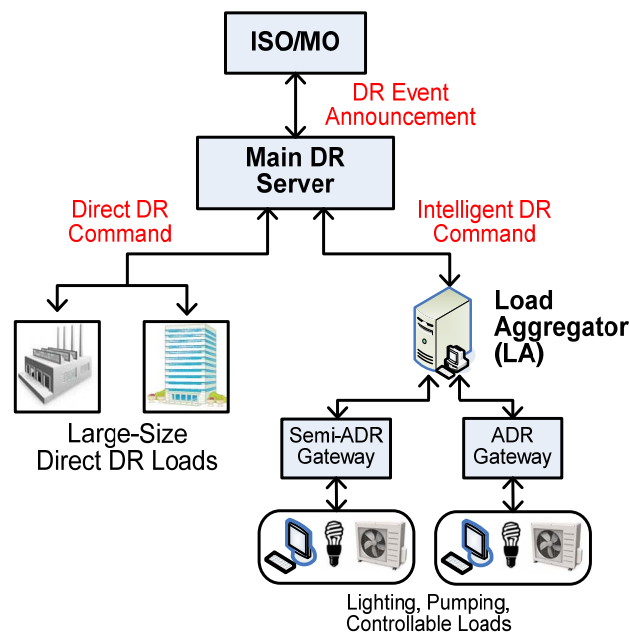 ISO/MO
DR Event
Announcement
Main DR
Server
Direct DR
Command
Intelligent DR
Command
Load
Aggregator
(LA)
Large-Size
Direct DR Loads
Semi-ADR
Gateway
ADR
Gateway
Lighting, Pumping,
Controllable Loads